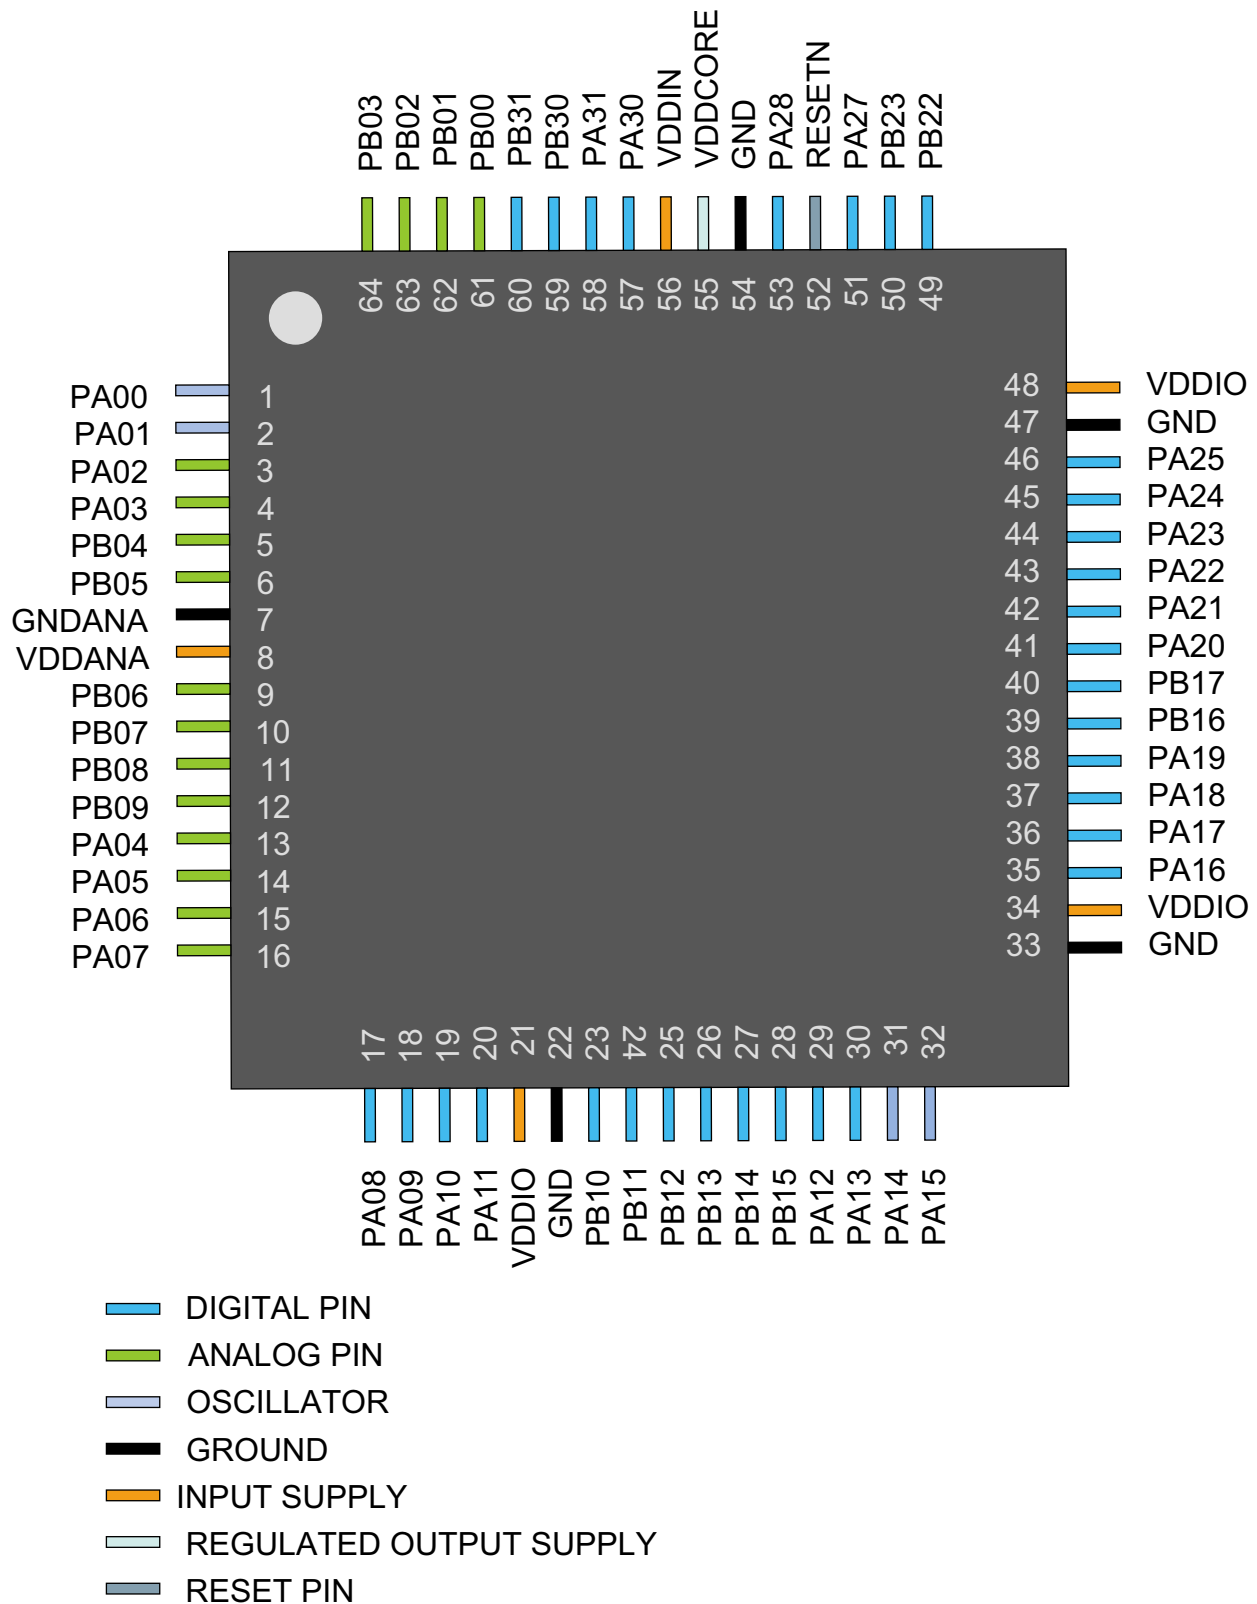 PB03
PB02
PB01
PB00
PB31
PB30
PA31
PA30
VDDIN
VDDCORE
GND
PA28
RESETN
PA27
PB23
PB22
64
63
62
61
60
59
58
57
56
55
54
53
52
51
50
49
PA00 1
PA01 2
PA02 3
PA03 4
PB04 5
PB05 6
GNDANA 7
VDDANA 8
PB06 9
PB07 10
PB08 11
PB09 12
PA04 13
PA05 14
PA06 15
PA07 16
48 VDDIO
47 GND
46 PA25
45 PA24
44 PA23
43 PA22
42 PA21
41 PA20
40 PB17
39 PB16
38 PA19
37 PA18
36 PA17
35 PA16
34 VDDIO
33 GND
17
18
19
20
21
22
23
24
25
26
27
28
29
30
31
32
PA08
PA09
PA10
PA11
VDDIO
GND
PB10
PB11
PB12
PB13
PB14
PB15
PA12
PA13
PA14
PA15
DIGITAL PIN
ANALOG PIN
OSCILLATOR
GROUND
INPUT SUPPLY
REGULATED OUTPUT SUPPLY
RESET PIN